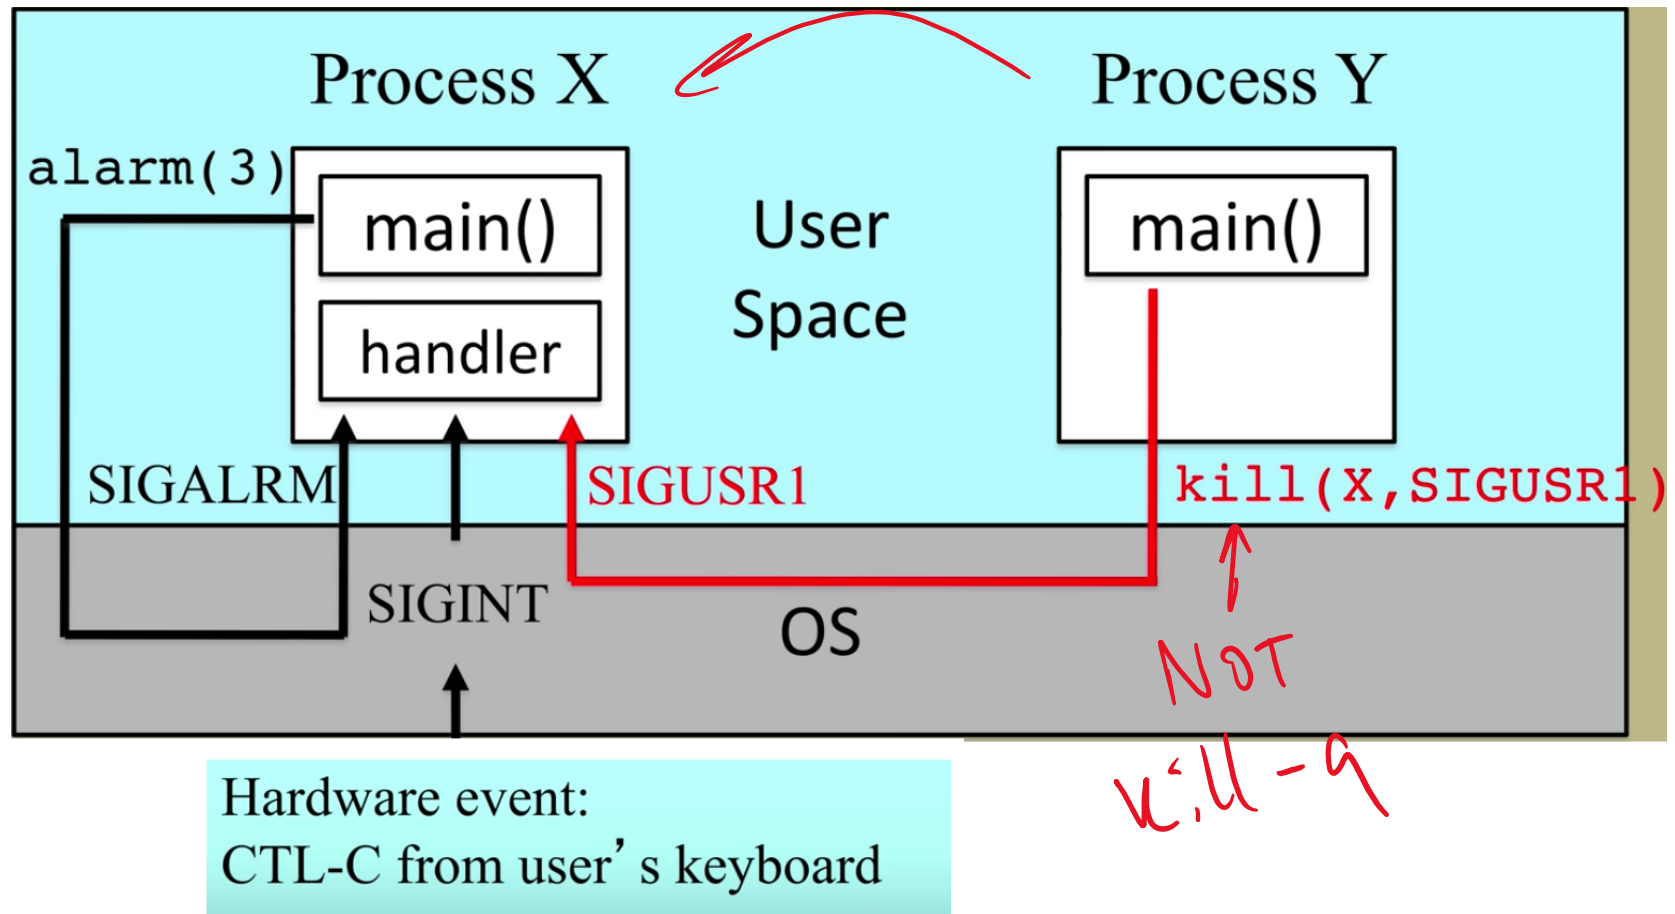 Process X
Process Y
alarm(3)
main()
handler
User
Space
main()
SIGALRM
SIGUSR1
kill(X,SIGUSR1)
SIGINT
OS
NOT
kill -9
Hardware event:
CTL-C from user’s keyboard